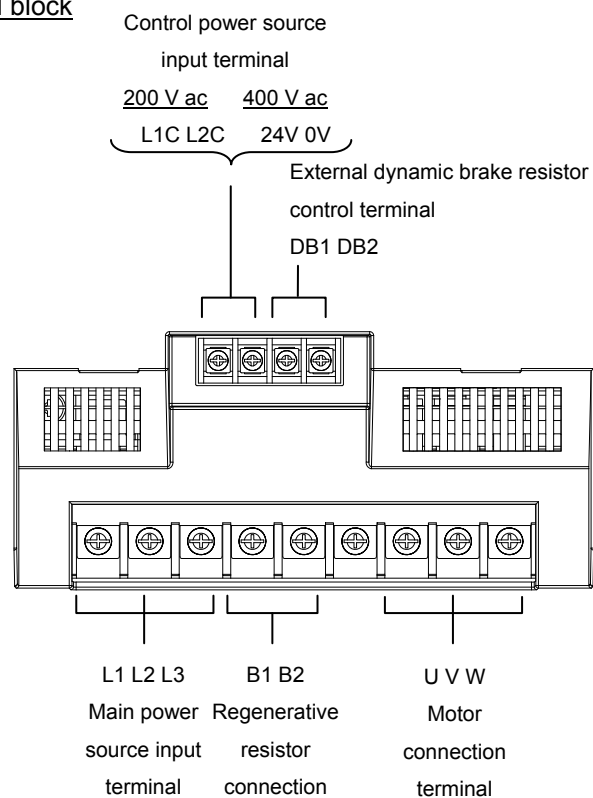 block
Control power source
input terminal
200 V ac 400 V ac
L1C L2C 24V 0V
External dynamic brake resistor
control terminal
DB1 DB2
L1 L2 L3
Main power
source input
terminal
B1 B2
Regenerative
resistor
connection
U V W
Motor
connection
terminal